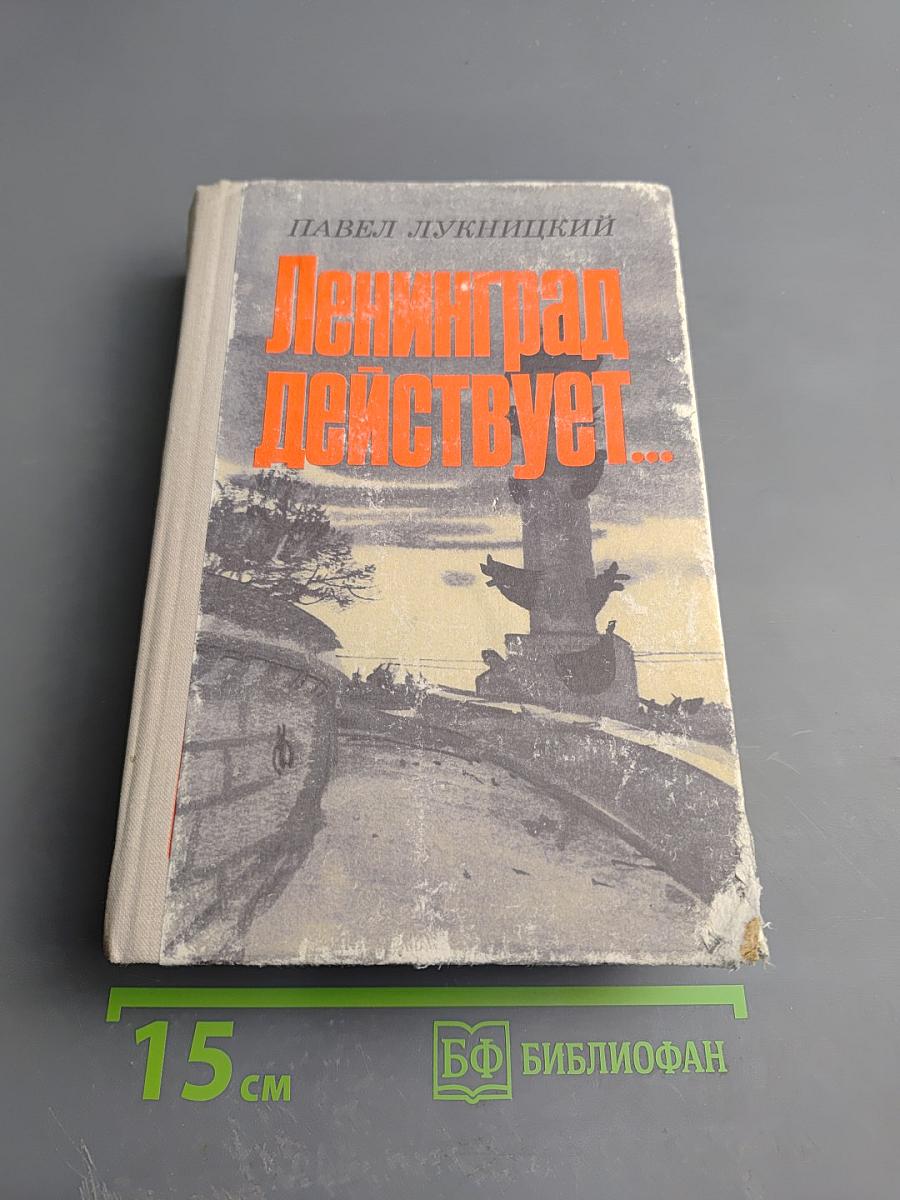 ПАВЕЛ ЛУКНИЦКИЙ
Ленинград
действует...
15 см
БФ БИБЛИОФАН